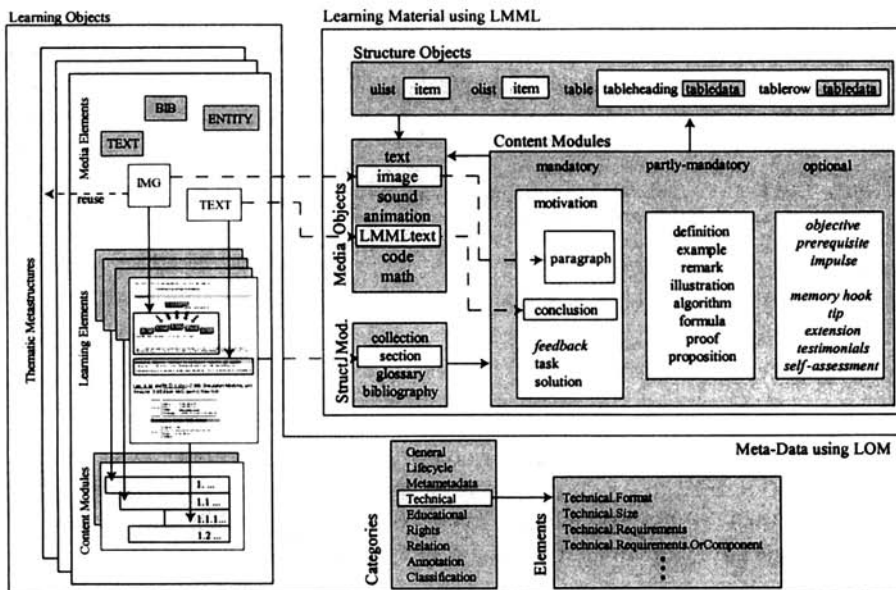 Learning Objects
Thematic Metastructures
Media Elements
BIB
ENTITY
TEXT
IMG
reuse
TEXT
Learning Elements
Content Modules
1. ...
1.1 ...
1.1.1...
1.2 ...
Learning Material using LMML
Structure Objects
ulist item olist item table tableheading tabledata tablerow tabledata
Media Objects
text
image
sound
animation
LMMLtext
code
math
Struct. Mod.
collection
section
glossary
bibliography
Content Modules
mandatory
motivation
paragraph
conclusion
feedback
task
solution
partly-mandatory
definition
example
remark
illustration
algorithm
formula
proof
proposition
optional
objective
prerequisite
impulse
memory hook
tip
extension
testimonials
self-assessment
Meta-Data using LOM
Categories
General
Lifecycle
Metametadata
Technical
Educational
Rights
Relation
Annotation
Classification
Elements
Technical.Format
Technical.Size
Technical.Requirements
Technical.Requirements.OrComponent